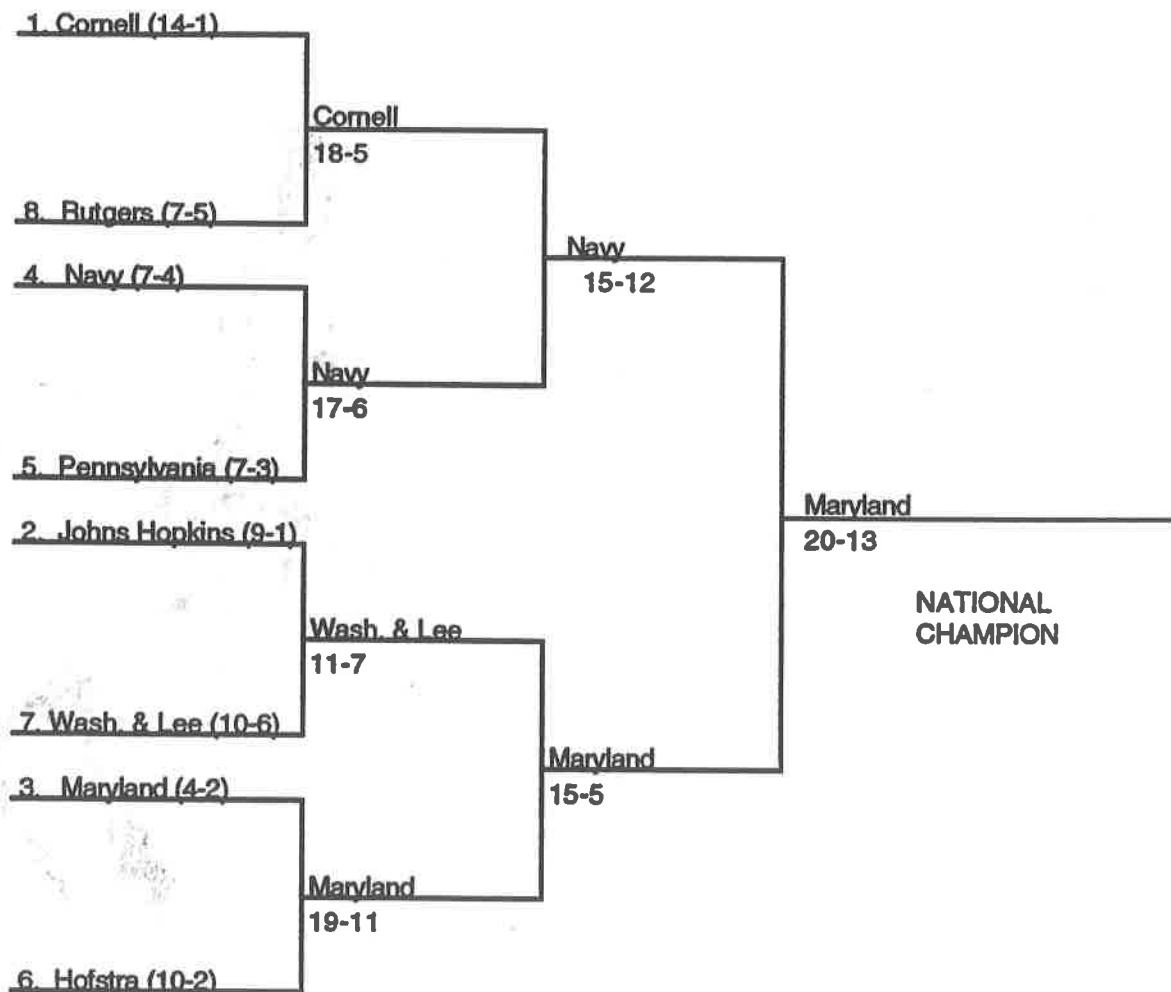 1. Cornell (14-1)
Cornell
18-5
8. Rutgers (7-5)
Navy
15-12
4. Navy (7-4)
Navy
17-6
5. Pennsylvania (7-3)
Maryland
20-13
2. Johns Hopkins (9-1)
NATIONAL
CHAMPION
Wash. & Lee
11-7
7. Wash. & Lee (10-6)
Maryland
15-5
3. Maryland (4-2)
Maryland
19-11
6. Hofstra (10-2)